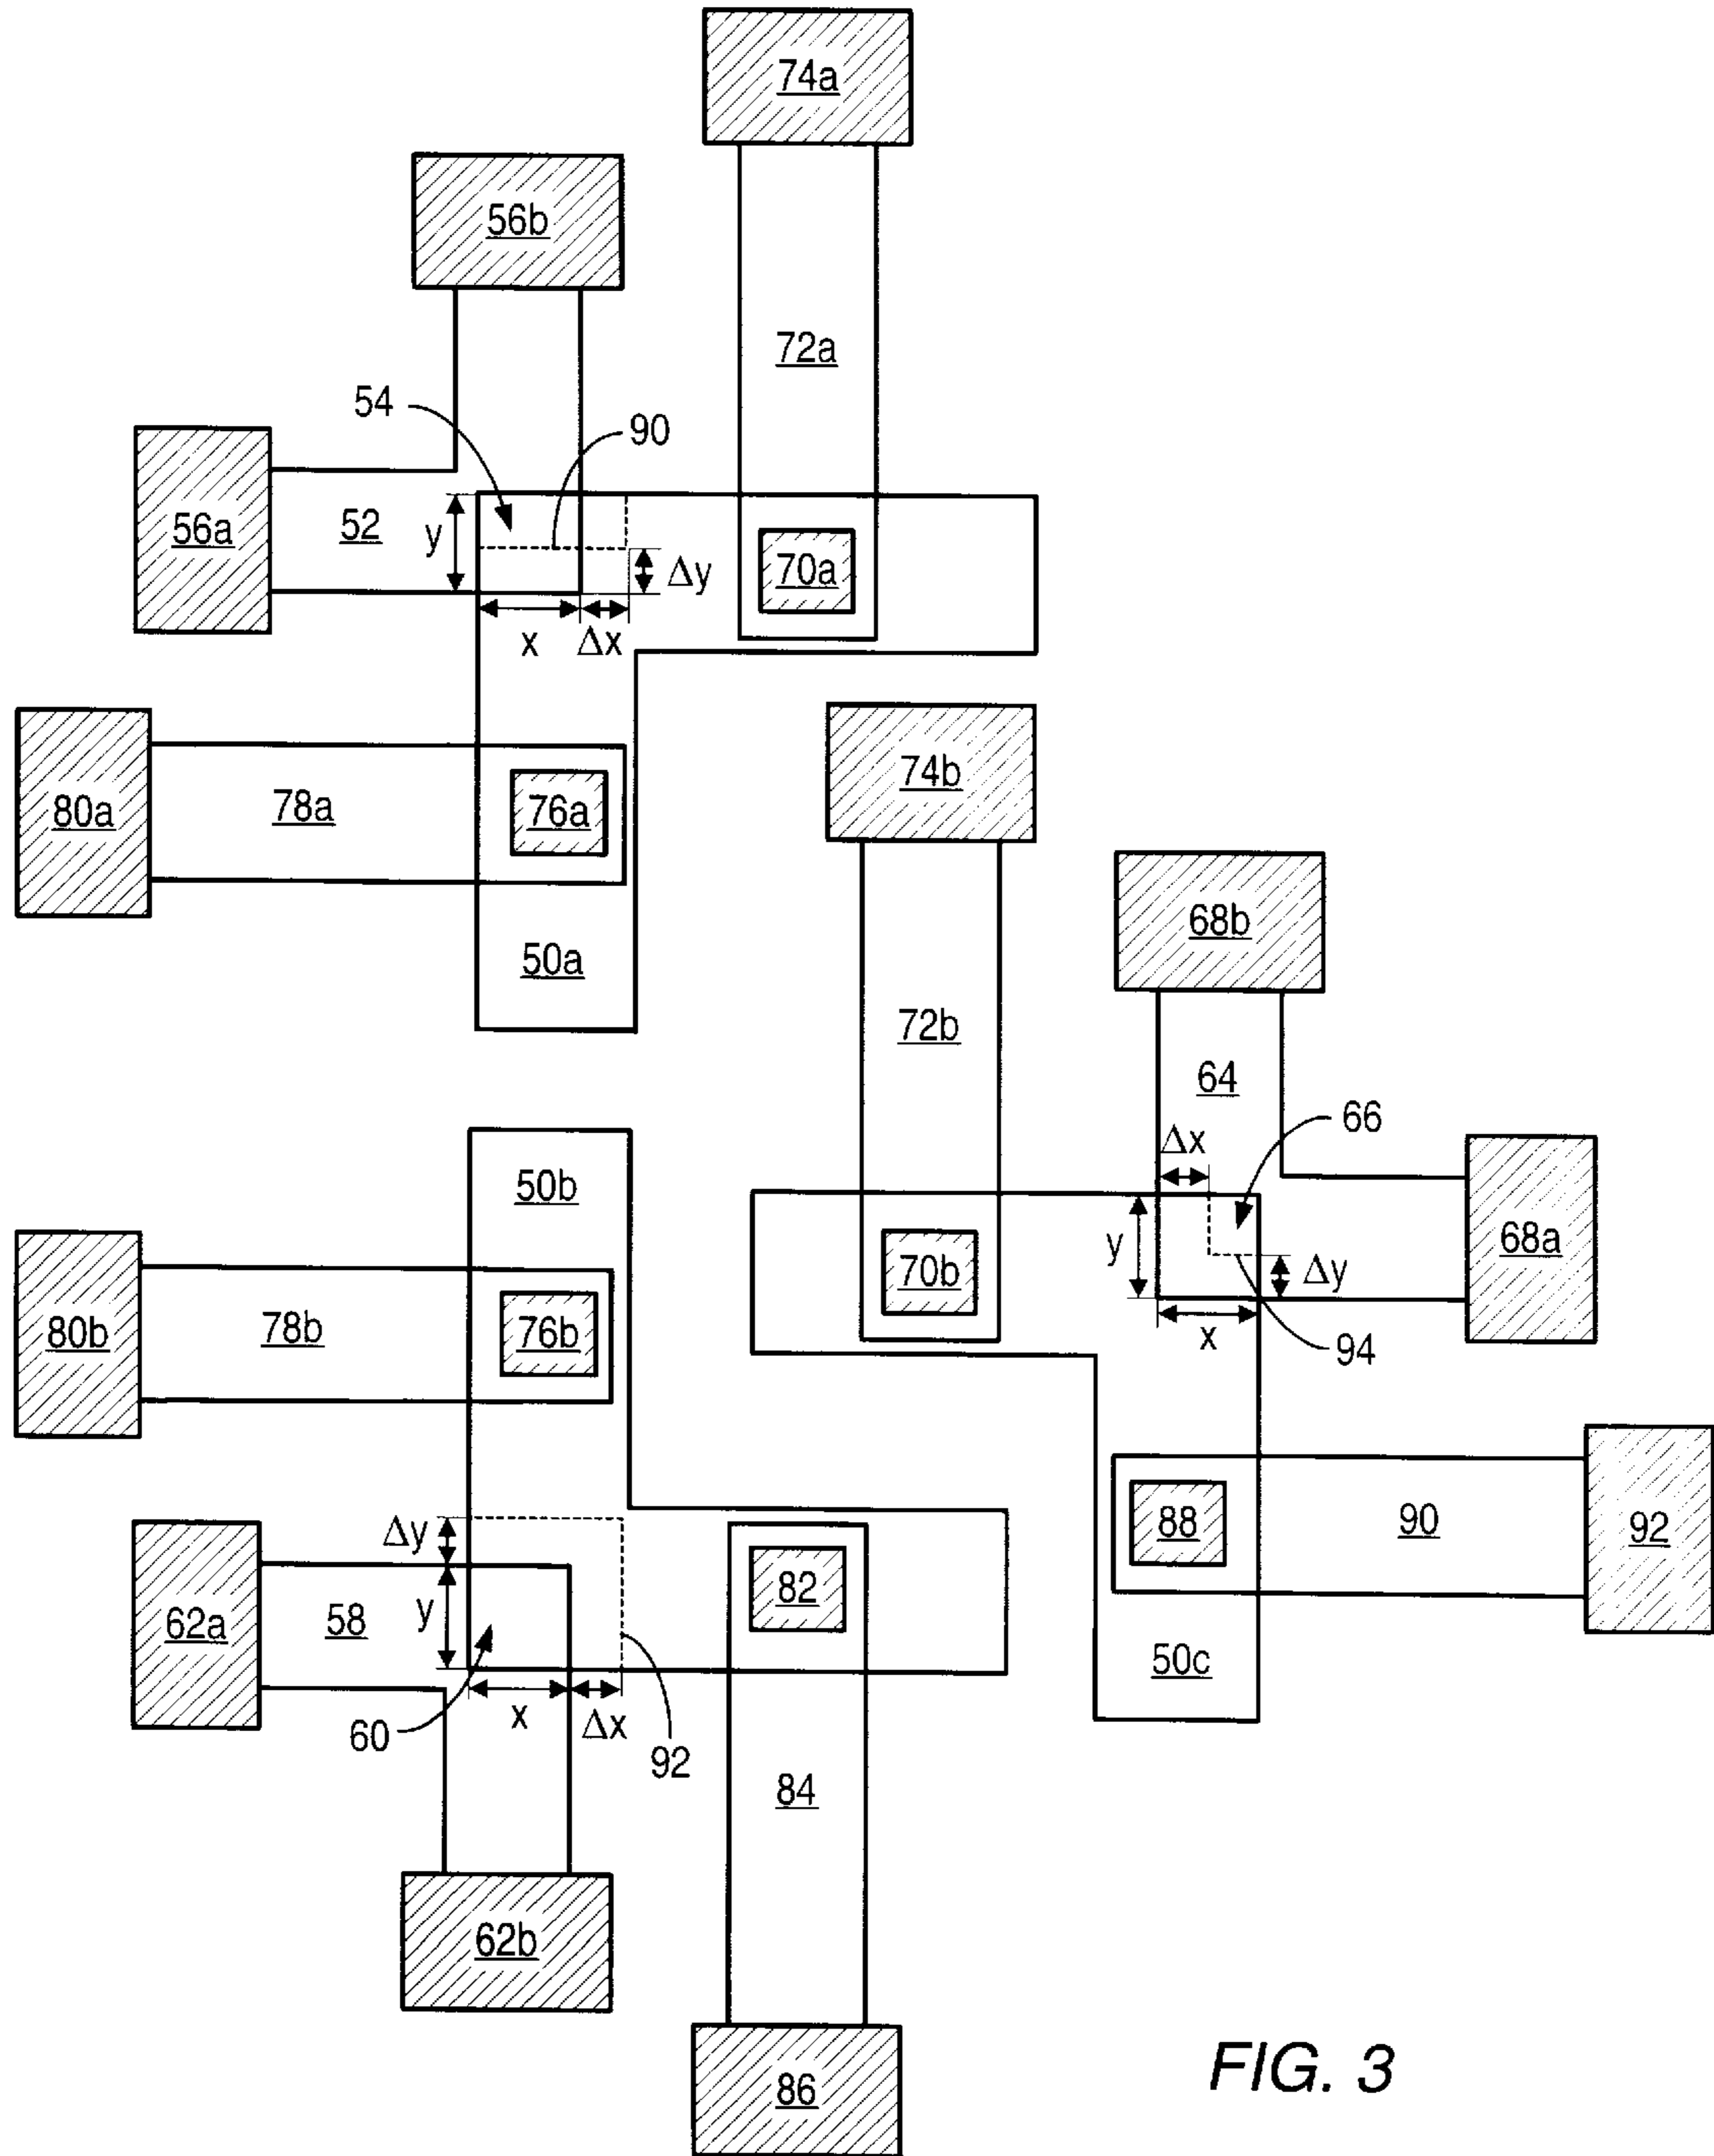 74a
56b
72a
54
90
56a
52
y
70a
Δy
x
Δx
80a
78a
76a
74b
50a
68b
72b
64
66
Δx
50b
68a
y
70b
Δy
80b
78b
76b
x
94
Δy
88
90
92
62a
58
y
82
50c
60
x
Δx
92
84
62b
86
FIG. 3